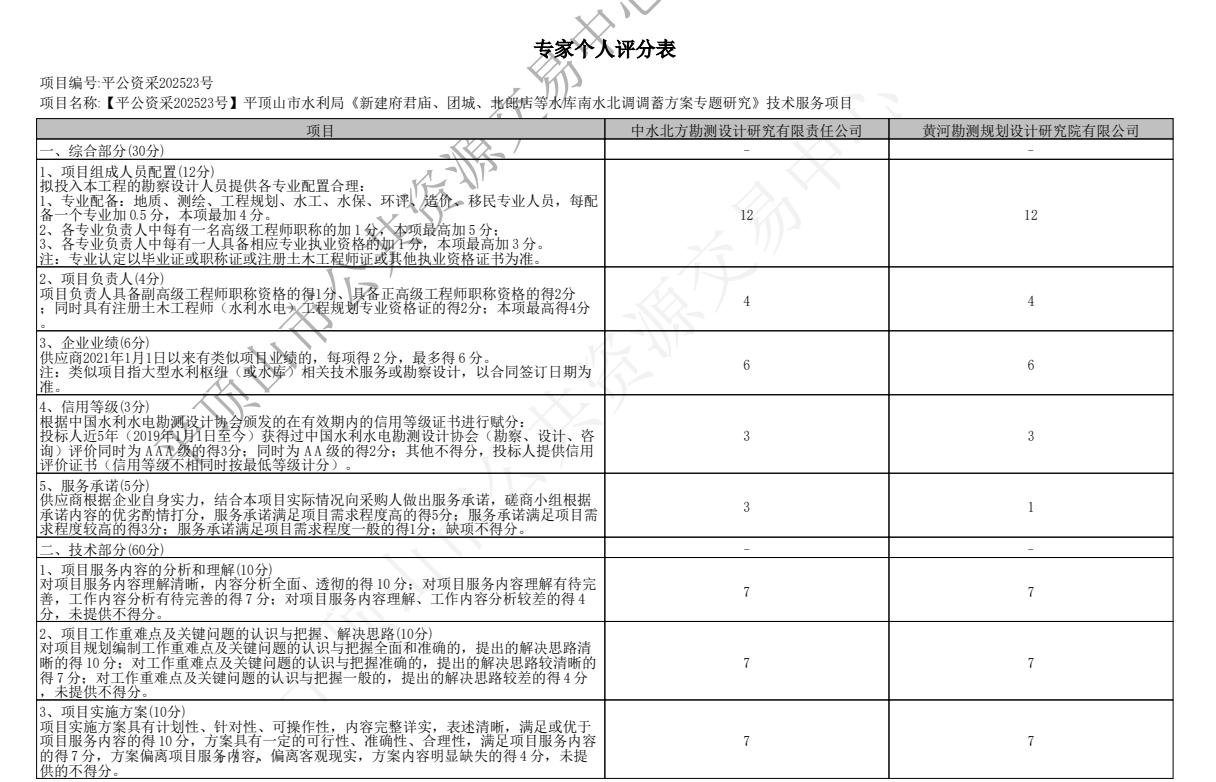 专家个人评分表
项目编号:平公资采202523号
项目名称:【平公资采202523号】平顶山市水利局《新建府君庙、团城、北郎店等水库南水北调调蓄方案专题研究》技术服务项目
项目 中水北方勘测设计研究有限责任公司 黄河勘测规划设计研究院有限公司
一、综合部分(30分) - -
1、项目组成人员配置(12分)
拟投入本工程的勘察设计人员提供各专业配置合理：
1、专业配备：地质、测绘、工程规划、水工、水保、环评、造价、移民专业人员，每配
备一个专业加 0.5 分，本项最加 4 分。
2、各专业负责人中每有一名高级工程师职称的加 1 分，本项最高加 5 分；
3、各专业负责人中每有一人具备相应专业执业资格的加 1 分，本项最高加 3 分。
注：专业认定以毕业证或职称证或注册土木工程师证或其他执业资格证书为准。
12 12
2、项目负责人(4分)
项目负责人具备副高级工程师职称资格的得1分、具备正高级工程师职称资格的得2分
；同时具有注册土木工程师（水利水电）工程规划专业资格证的得2分；本项最高得4分
。
4 4
3、企业业绩(6分)
供应商2021年1月1日以来有类似项目业绩的，每项得 2 分，最多得 6 分。
注：类似项目指大型水利枢纽（或水库）相关技术服务或勘察设计，以合同签订日期为
准。
6 6
4、信用等级(3分)
根据中国水利水电勘测设计协会颁发的在有效期内的信用等级证书进行赋分：
投标人近5年（2019年1月1日至今）获得过中国水利水电勘测设计协会（勘察、设计、咨
询）评价同时为 A A A 级的得3分；同时为 A A 级的得2分；其他不得分，投标人提供信用
评价证书（信用等级不相同时按最低等级计分）。
3 3
5、服务承诺(5分)
供应商根据企业自身实力，结合本项目实际情况向采购人做出服务承诺，磋商小组根据
承诺内容的优劣酌情打分，服务承诺满足项目需求程度高的得5分；服务承诺满足项目需
求程度较高的得3分；服务承诺满足项目需求程度一般的得1分；缺项不得分。
3 1
二、技术部分(60分) - -
1、项目服务内容的分析和理解(10分)
对项目服务内容理解清晰，内容分析全面、透彻的得 10 分；对项目服务内容理解有待完
善，工作内容分析有待完善的得 7 分；对项目服务内容理解、工作内容分析较差的得 4
分，未提供不得分。
7 7
2、项目工作重难点及关键问题的认识与把握、解决思路(10分)
对项目规划编制工作重难点及关键问题的认识与把握全面和准确的，提出的解决思路清
晰的得 10 分；对工作重难点及关键问题的认识与把握准确的，提出的解决思路较清晰的
得 7 分；对工作重难点及关键问题的认识与把握一般的，提出的解决思路较差的得 4 分
，未提供不得分。
7 7
3、项目实施方案(10分)
项目实施方案具有计划性、针对性、可操作性，内容完整详实，表述清晰，满足或优于
项目服务内容的得 10 分，方案具有一定的可行性、准确性、合理性，满足项目服务内容
的得 7 分，方案偏离项目服务内容，偏离客观现实，方案内容明显缺失的得 4 分，未提
供的不得分。
7 7
平顶山市公共资源交易中心
平顶山市公共资源交易中心